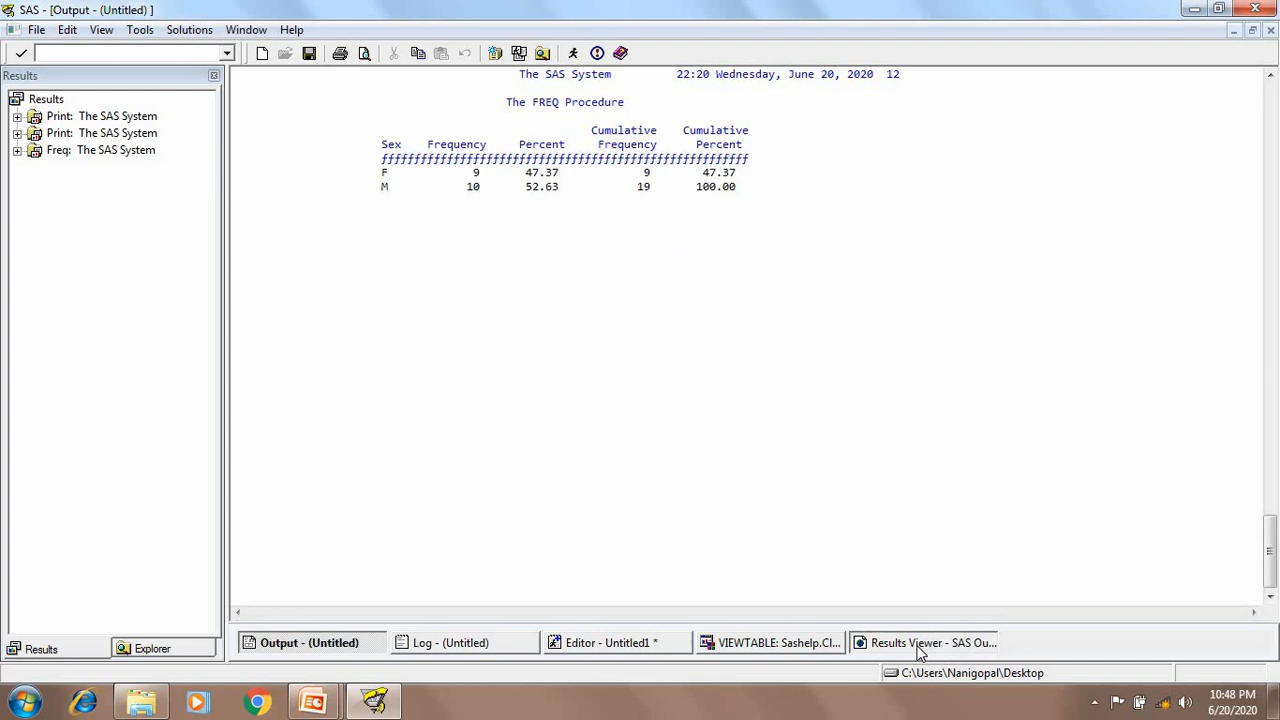 SAS - [Output - (Untitled) ]
File Edit View Tools Solutions Window Help
Results
Results
Print: The SAS System
Print: The SAS System
Freq: The SAS System
The SAS System 22:20 Wednesday, June 20, 2020 12
The FREQ Procedure
Cumulative Cumulative
Sex Frequency Percent Frequency Percent
ƒƒƒƒƒƒƒƒƒƒƒƒƒƒƒƒƒƒƒƒƒƒƒƒƒƒƒƒƒƒƒƒƒƒƒƒƒƒƒƒƒƒƒƒƒƒƒƒƒƒƒƒƒƒƒƒ
F 9 47.37 9 47.37
M 10 52.63 19 100.00
Results Explorer
Output - (Untitled) Log - (Untitled) Editor - Untitled1 * VIEWTABLE: Sashelp.Cl... Results Viewer - SAS Ou...
C:\Users\Nanigopal\Desktop
10:48 PM
6/20/2020